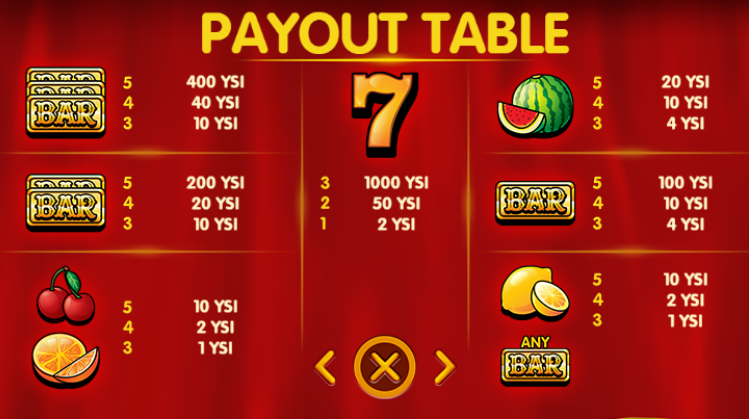 PAYOUT TABLE
BAR
5 400 YSI
4 40 YSI
3 10 YSI
7
3 1000 YSI
2 50 YSI
1 2 YSI
5 20 YSI
4 10 YSI
3 4 YSI
BAR
5 200 YSI
4 20 YSI
3 10 YSI
BAR
5 100 YSI
4 10 YSI
3 4 YSI
5 10 YSI
4 2 YSI
3 1 YSI
5 10 YSI
4 2 YSI
3 1 YSI
ANY
BAR